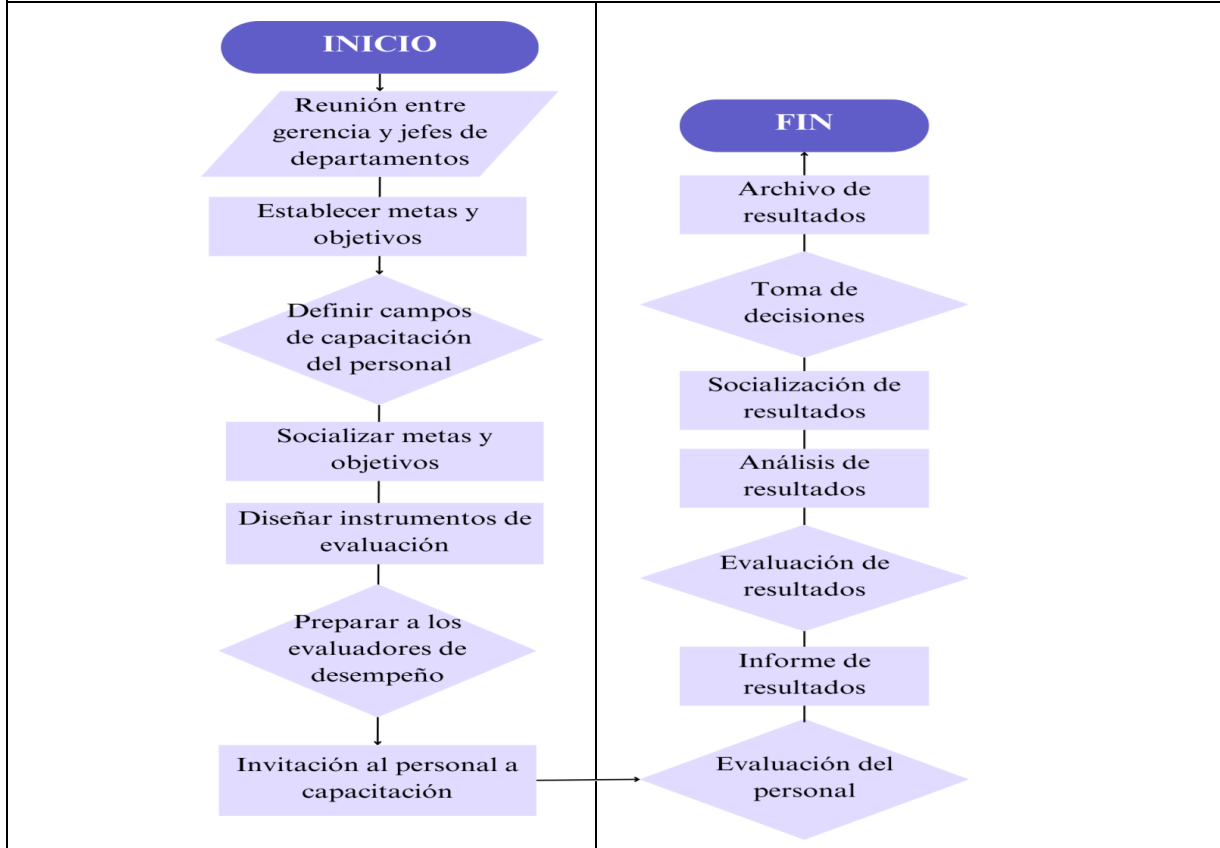 INICIO
Reunión entre
gerencia y jefes de
departamentos
Establecer metas y
objetivos
Definir campos
de capacitación
del personal
Socializar metas y
objetivos
Diseñar instrumentos de
evaluación
Preparar a los
evaluadores de
desempeño
Invitación al personal a
capacitación
Evaluación del
personal
Informe de
resultados
Evaluación de
resultados
Análisis de
resultados
Socialización de
resultados
Toma de
decisiones
Archivo de
resultados
FIN